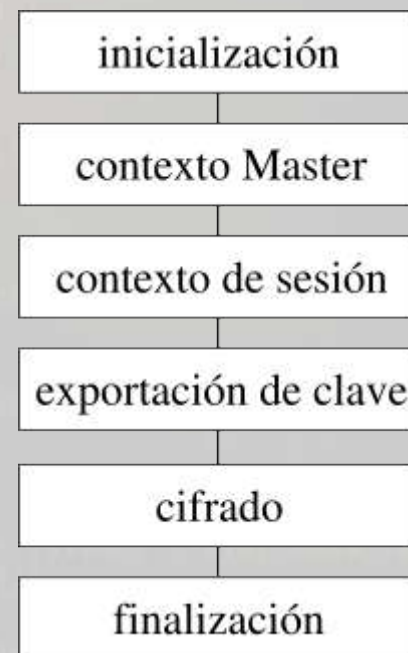 inicialización
contexto Master
contexto de sesión
exportación de clave
cifrado
finalización